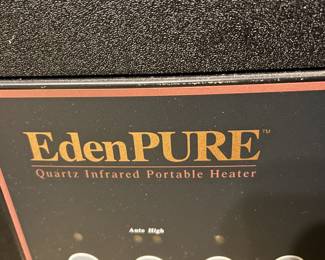 EdenPURE™
Quartz Infrared Portable Heater
Auto High